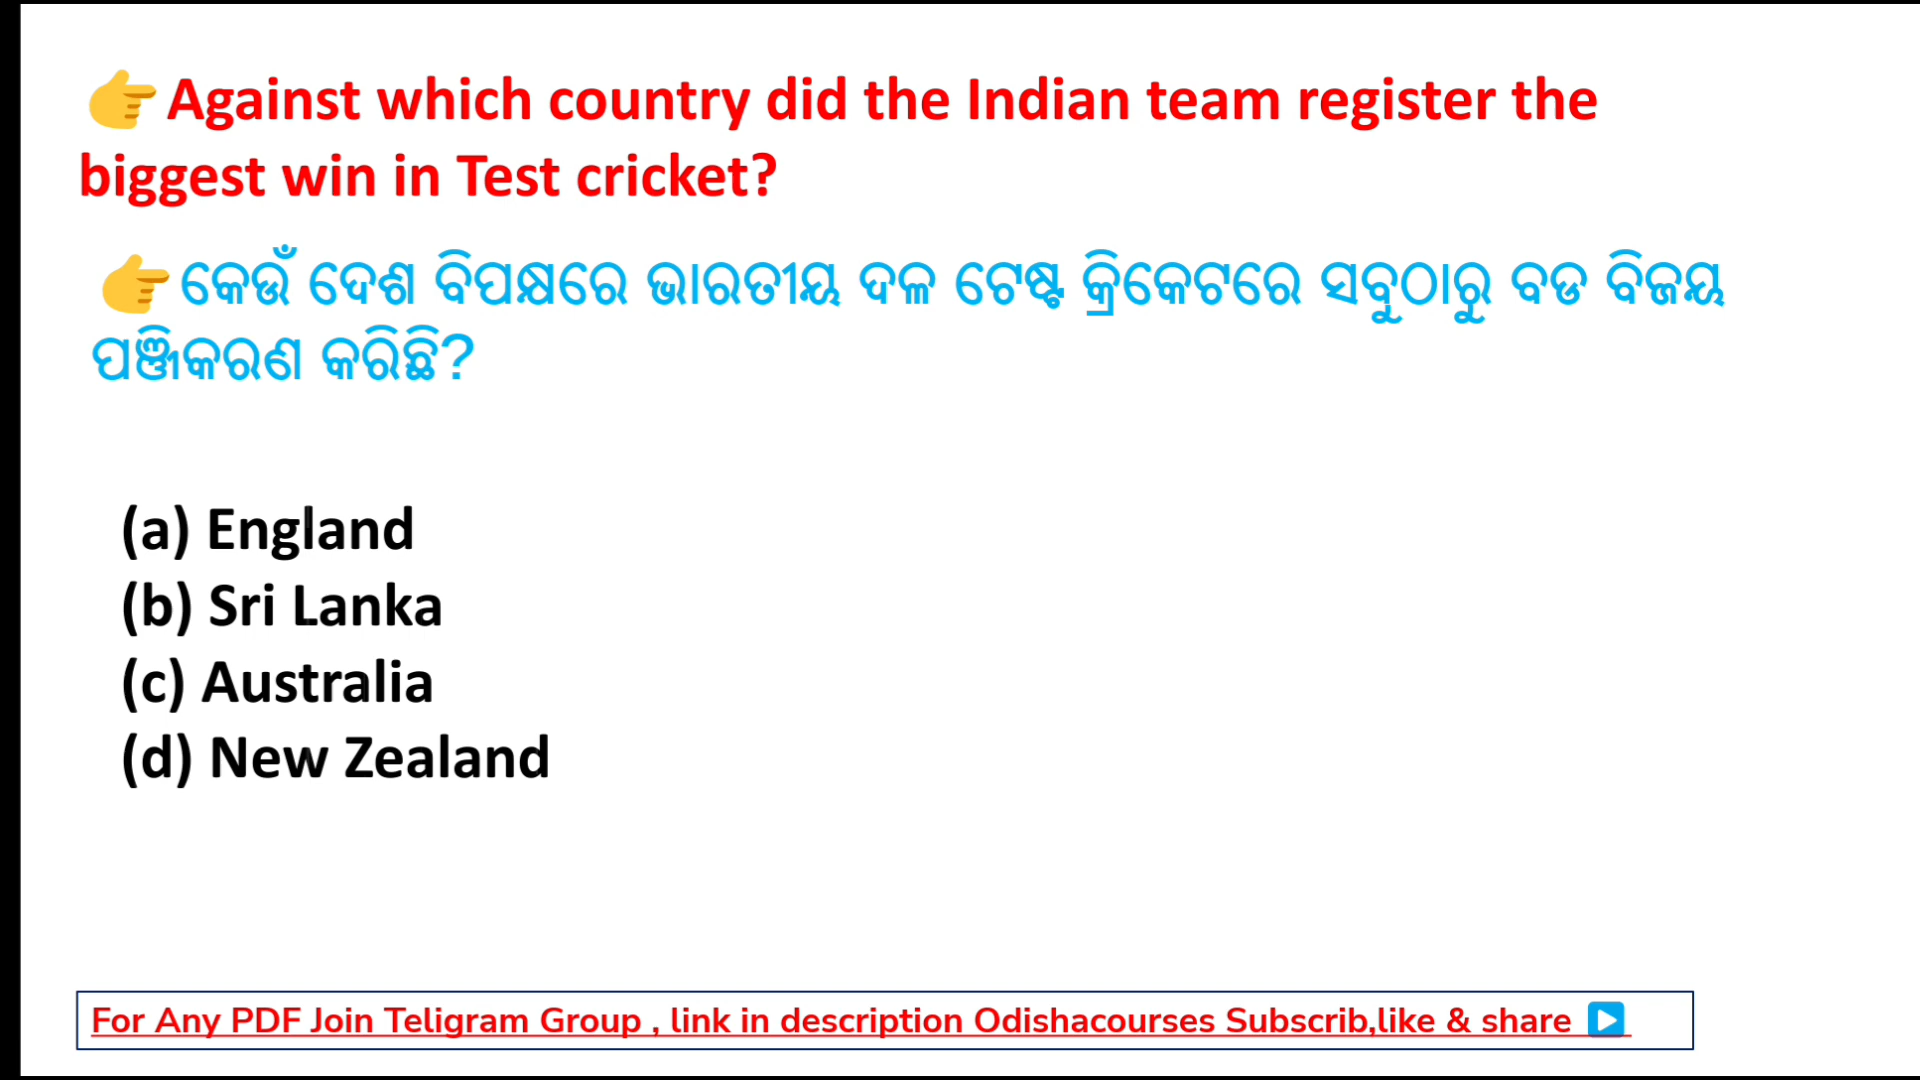 👉Against which country did the Indian team register the
biggest win in Test cricket?
👉କେଉଁ ଦେଶ ବିପକ୍ଷରେ ଭାରତୀୟ ଦଳ ଟେଷ୍ଟ କ୍ରିକେଟରେ ସବୁଠାରୁ ବଡ ବିଜୟ
ପଞ୍ଜିକରଣ କରିଛି?
(a) England
(b) Sri Lanka
(c) Australia
(d) New Zealand
For Any PDF Join Teligram Group , link in description Odishacourses Subscrib,like & share ▶️